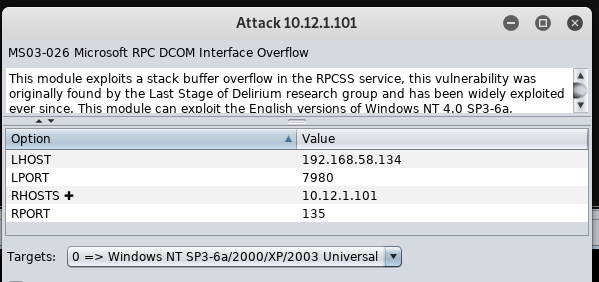 Attack 10.12.1.101
MS03-026 Microsoft RPC DCOM Interface Overflow
This module exploits a stack buffer overflow in the RPCSS service, this vulnerability was
originally found by the Last Stage of Delirium research group and has been widely exploited
ever since. This module can exploit the English versions of Windows NT 4.0 SP3-6a,
Option Value
LHOST 192.168.58.134
LPORT 7980
RHOSTS ✚ 10.12.1.101
RPORT 135
Targets: 0 => Windows NT SP3-6a/2000/XP/2003 Universal